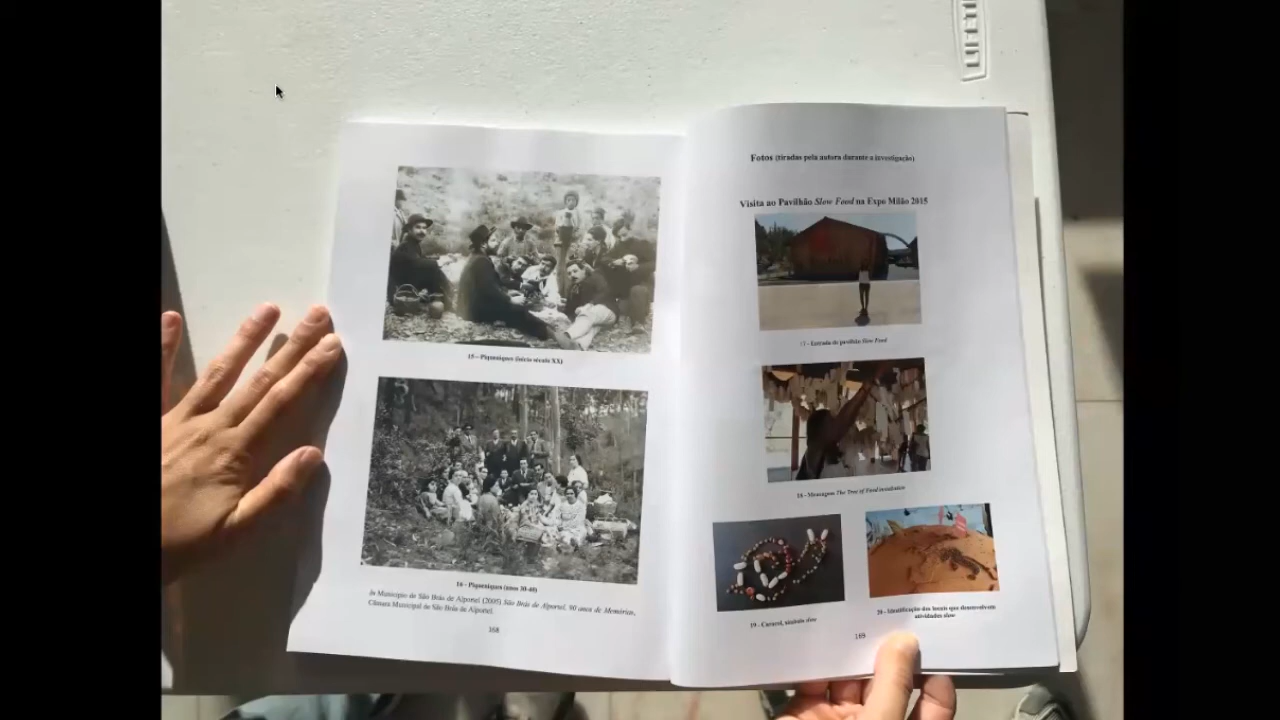 15 – Piqueniques (início século XX)
16 – Piqueniques (anos 30-40)
In Município de São Brás de Alportel (2005) São Brás de Alportel, 90 anos de Memórias,
Câmara Municipal de São Brás de Alportel.
168
Fotos (tiradas pela autora durante a investigação)
Visita ao Pavilhão Slow Food na Expo Milão 2015
17 - Entrada do pavilhão Slow Food
18 - Mensagem The Tree of Food
19 - Caracol, símbolo slow
20 - Identificação dos locais que desenvolvem
atividades slow
169